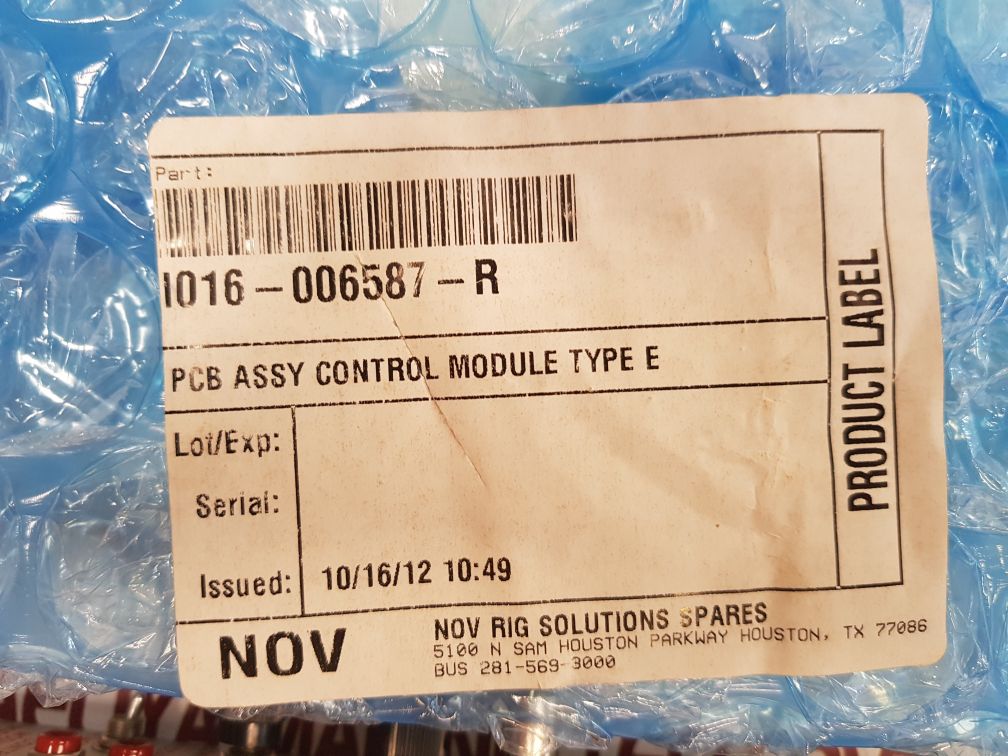 Part:
1016-006587-R
PCB ASSY CONTROL MODULE TYPE E
Lot/Exp:
Serial:
Issued: 10/16/12 10:49
PRODUCT LABEL
NOV
NOV RIG SOLUTIONS SPARES
5100 N SAM HOUSTON PARKWAY HOUSTON, TX 77086
BUS 281-569-3000